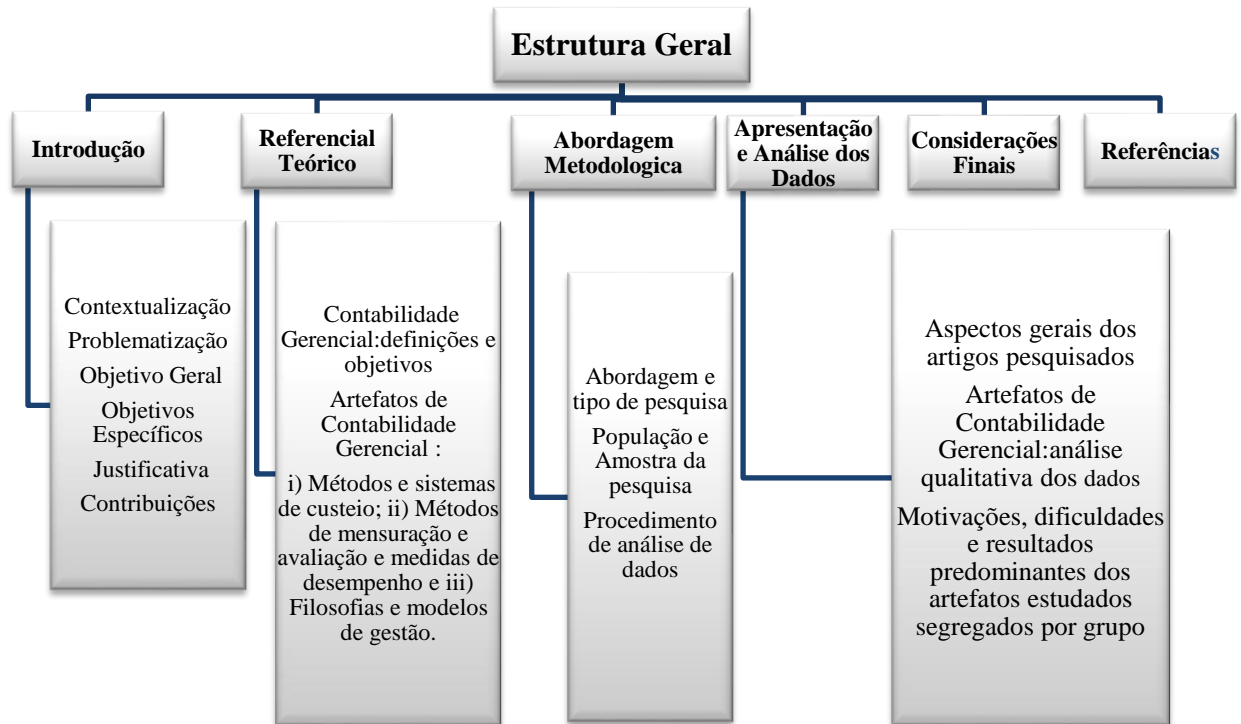 Estrutura Geral
Introdução
Referencial
Teórico
Abordagem
Metodologica
Apresentação
e Análise dos
Dados
Considerações
Finais
Referências
Contextualização
Problematização
Objetivo Geral
Objetivos
Específicos
Justificativa
Contribuições
Contabilidade
Gerencial:definições e
objetivos
Artefatos de
Contabilidade
Gerencial :
i) Métodos e sistemas
de custeio; ii) Métodos
de mensuração e
avaliação e medidas de
desempenho e iii)
Filosofias e modelos
de gestão.
Abordagem e
tipo de pesquisa
População e
Amostra da
pesquisa
Procedimento
de análise de
dados
Aspectos gerais dos
artigos pesquisados
Artefatos de
Contabilidade
Gerencial:análise
qualitativa dos dados
Motivações, dificuldades
e resultados
predominantes dos
artefatos estudados
segregados por grupo